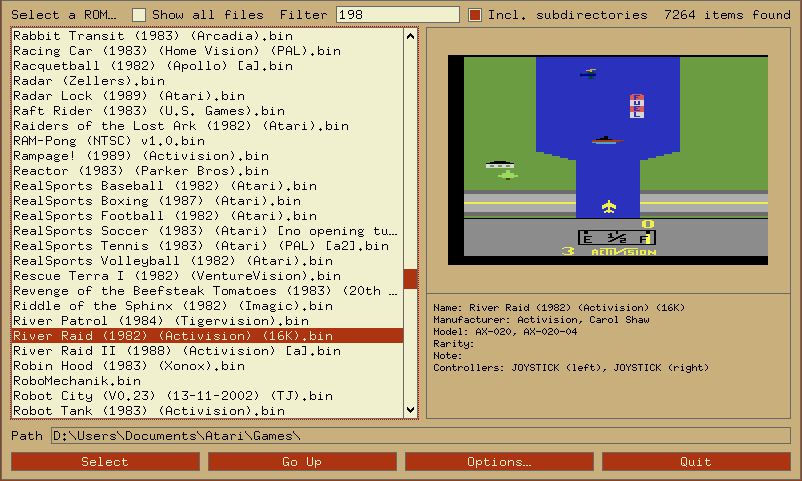 Select a ROM… Show all files Filter 198 Incl. subdirectories 7264 items found
Rabbit Transit (1983) (Arcadia).bin
Racing Car (1983) (Home Vision) (PAL).bin
Racquetball (1982) (Apollo) [a].bin
Radar (Zellers).bin
Radar Lock (1989) (Atari).bin
Raft Rider (1983) (U.S. Games).bin
Raiders of the Lost Ark (1982) (Atari).bin
RAM-Pong (NTSC) v1.0.bin
Rampage! (1989) (Activision).bin
Reactor (1983) (Parker Bros).bin
RealSports Baseball (1982) (Atari).bin
RealSports Boxing (1987) (Atari).bin
RealSports Football (1982) (Atari).bin
RealSports Soccer (1983) (Atari) [no opening tu…
RealSports Tennis (1983) (Atari) (PAL) [a2].bin
RealSports Volleyball (1982) (Atari).bin
Rescue Terra I (1982) (VentureVision).bin
Revenge of the Beefsteak Tomatoes (1983) (20th …
Riddle of the Sphinx (1982) (Imagic).bin
River Patrol (1984) (Tigervision).bin
River Raid (1982) (Activision) (16K).bin
River Raid II (1988) (Activision) [a].bin
Robin Hood (1983) (Xonox).bin
RoboMechanik.bin
Robot City (V0.23) (13-11-2002) (TJ).bin
Robot Tank (1983) (Activision).bin
FUEL
0
E 1/2 F
3 ACTIVISION
Name: River Raid (1982) (Activision) (16K)
Manufacturer: Activision, Carol Shaw
Model: AX-020, AX-020-04
Rarity:
Note:
Controllers: JOYSTICK (left), JOYSTICK (right)
Path D:\Users\Documents\Atari\Games\
Select Go Up Options… Quit